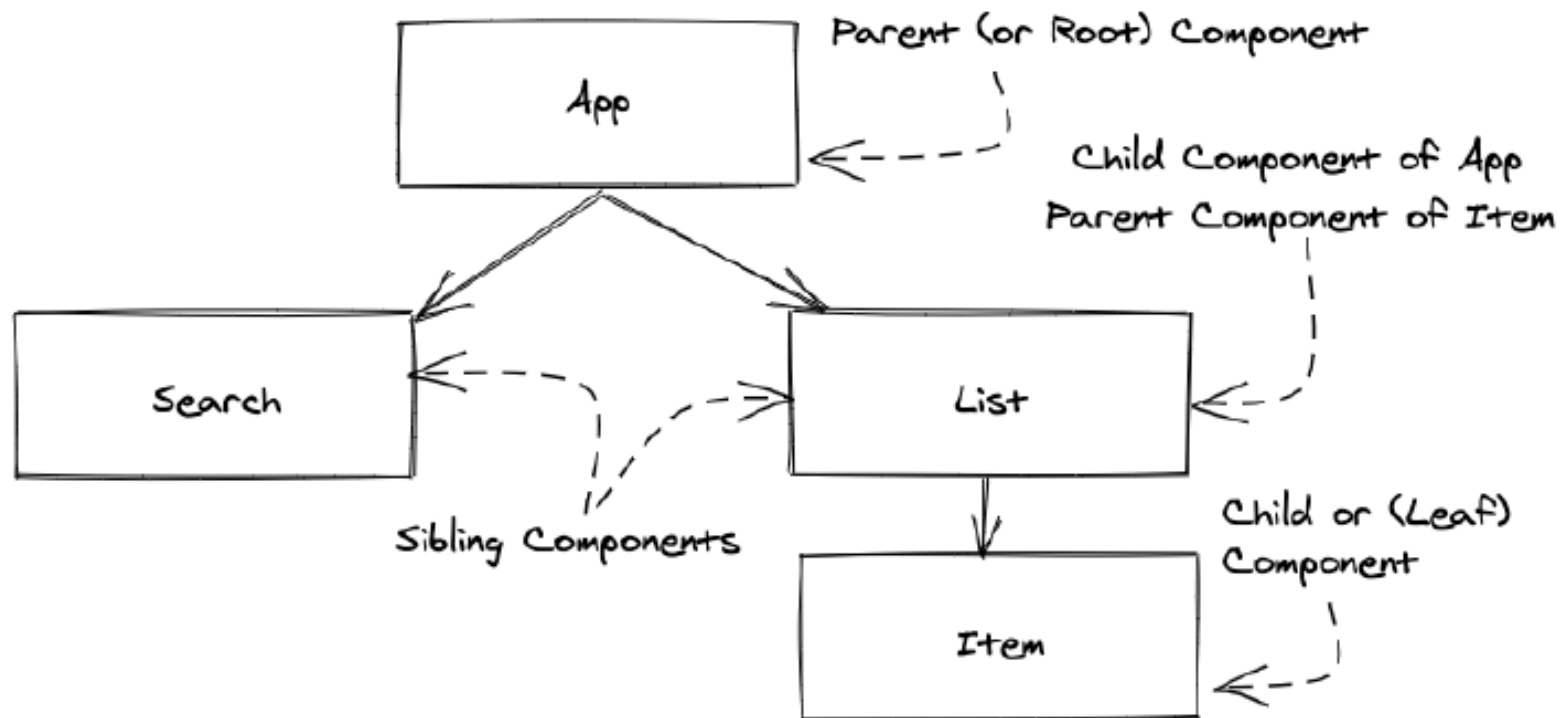 Parent (or Root) Component
App
Child Component of App
Parent Component of Item
Search
List
Sibling Components
Child or (Leaf)
Component
Item